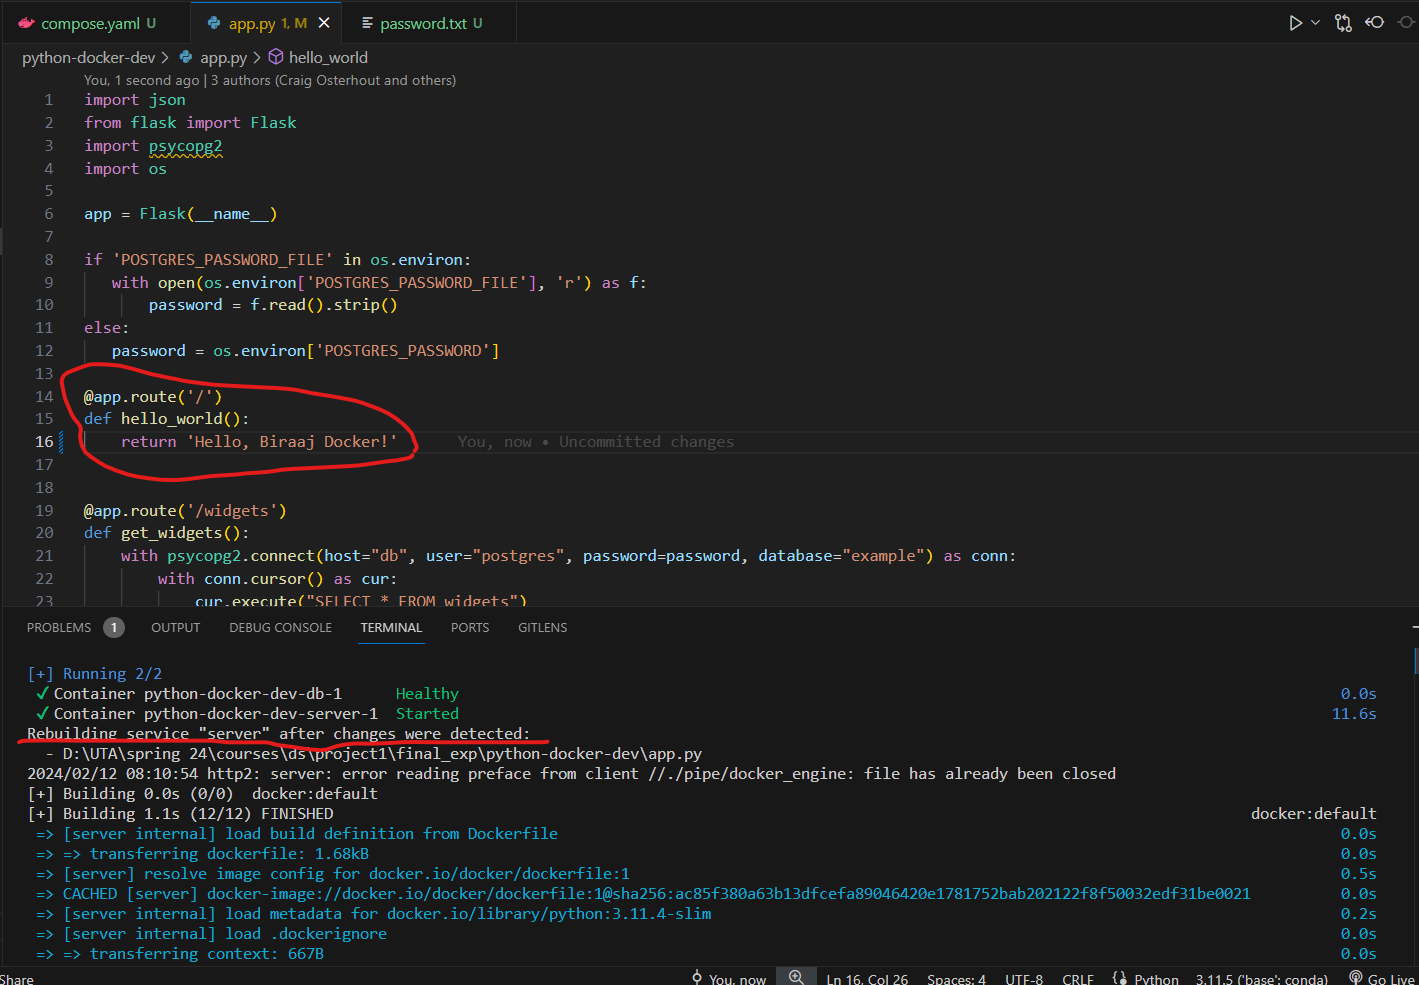 compose.yaml U
app.py 1, M
password.txt U
python-docker-dev > app.py > hello_world
You, 1 second ago | 3 authors (Craig Osterhout and others)
1 import json
2 from flask import Flask
3 import psycopg2
4 import os
5
6 app = Flask(__name__)
7
8 if 'POSTGRES_PASSWORD_FILE' in os.environ:
9 with open(os.environ['POSTGRES_PASSWORD_FILE'], 'r') as f:
10 password = f.read().strip()
11 else:
12 password = os.environ['POSTGRES_PASSWORD']
13
14 @app.route('/')
15 def hello_world():
16 return 'Hello, Biraaj Docker!' You, now • Uncommitted changes
17
18
19 @app.route('/widgets')
20 def get_widgets():
21 with psycopg2.connect(host="db", user="postgres", password=password, database="example") as conn:
22 with conn.cursor() as cur:
23 cur.execute("SELECT * FROM widgets")
PROBLEMS 1 OUTPUT DEBUG CONSOLE TERMINAL PORTS GITLENS
[+] Running 2/2
✓ Container python-docker-dev-db-1 Healthy 0.0s
✓ Container python-docker-dev-server-1 Started 11.6s
Rebuilding service "server" after changes were detected:
- D:\UTA\spring 24\courses\ds\project1\final_exp\python-docker-dev\app.py
2024/02/12 08:10:54 http2: server: error reading preface from client //./pipe/docker_engine: file has already been closed
[+] Building 0.0s (0/0) docker:default
[+] Building 1.1s (12/12) FINISHED docker:default
=> [server internal] load build definition from Dockerfile 0.0s
=> => transferring dockerfile: 1.68kB 0.0s
=> [server] resolve image config for docker.io/docker/dockerfile:1 0.5s
=> CACHED [server] docker-image://docker.io/docker/dockerfile:1@sha256:ac85f380a63b13dfcefa89046420e1781752bab202122f8f50032edf31be0021 0.0s
=> [server internal] load metadata for docker.io/library/python:3.11.4-slim 0.2s
=> [server internal] load .dockerignore 0.0s
=> => transferring context: 667B 0.0s
Share You, now Ln 16, Col 26 Spaces: 4 UTF-8 CRLF Python 3.11.5 ('base': conda) Go Live